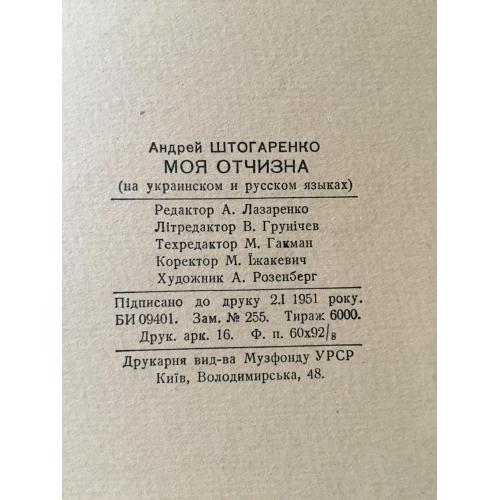 Андрей ШТОГАРЕНКО
МОЯ ОТЧИЗНА
(на украинском и русском языках)
Редактор А. Лазаренко
Літредактор В. Грунічев
Техредактор М. Гакман
Коректор М. Їжакевич
Художник А. Розенберг
Підписано до друку 2.I 1951 року.
БИ 09401. Зам. № 255. Тираж 6000.
Друк. арк. 16. Ф. п. 60х92/8
Друкарня вид-ва Музфонду УРСР
Київ, Володимирська, 48.